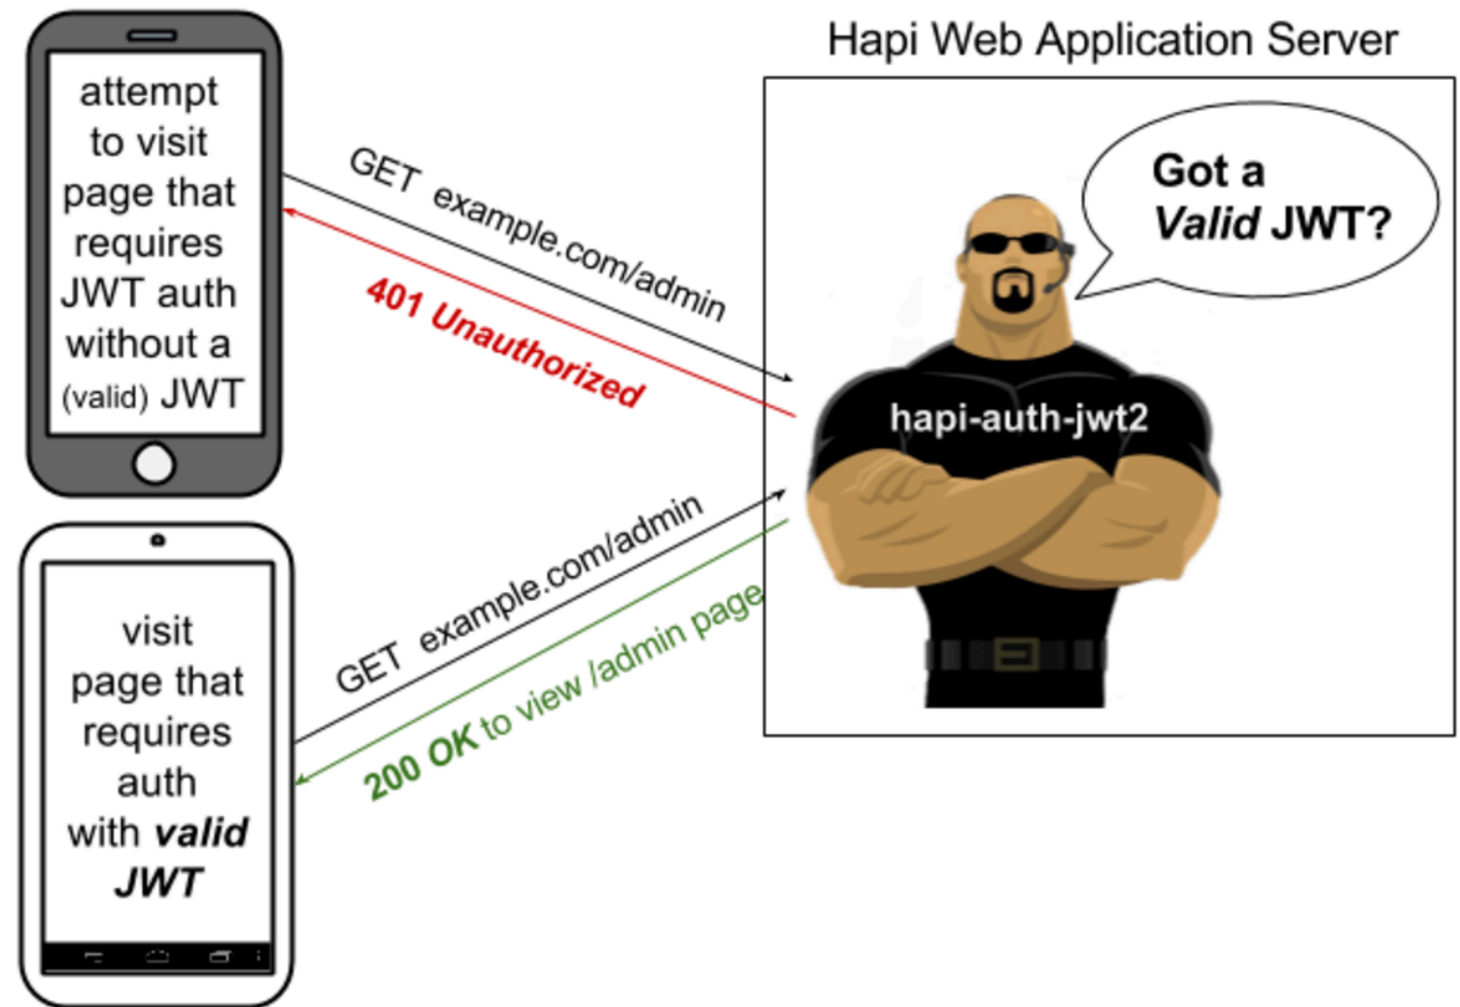 Hapi Web Application Server
attempt
to visit
page that
requires
JWT auth
without a
(valid) JWT
GET example.com/admin
401 Unauthorized
Got a
Valid JWT?
hapi-auth-jwt2
visit
page that
requires
auth
with valid
JWT
GET example.com/admin
200 OK to view /admin page